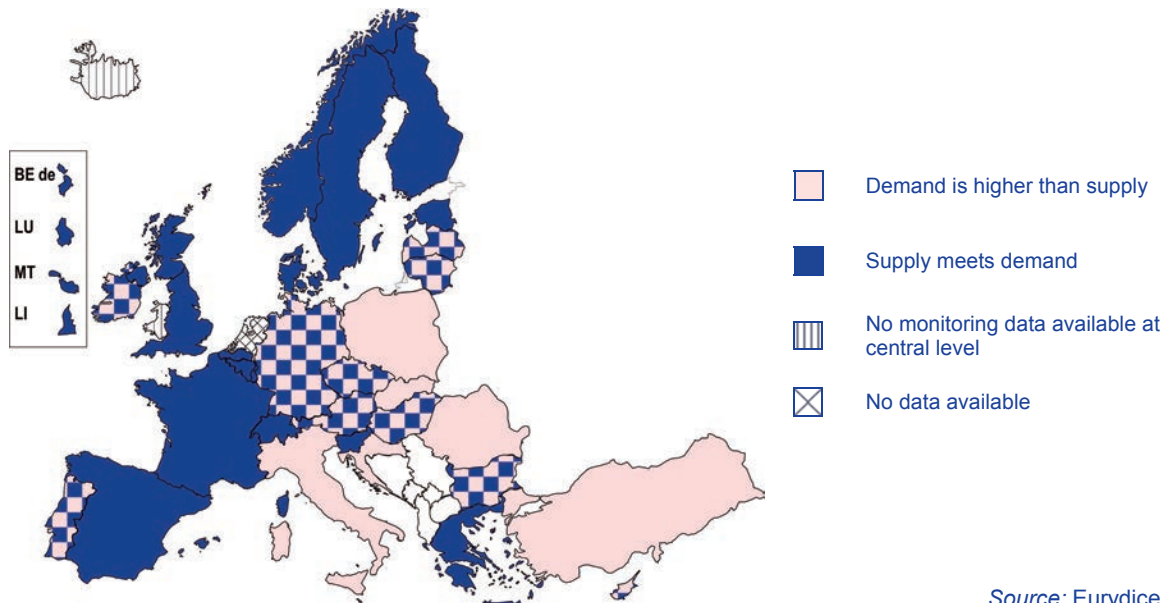 BE de
LU
MT
LI
Demand is higher than supply
Supply meets demand
No monitoring data available at
central level
No data available
Source: Eurydice